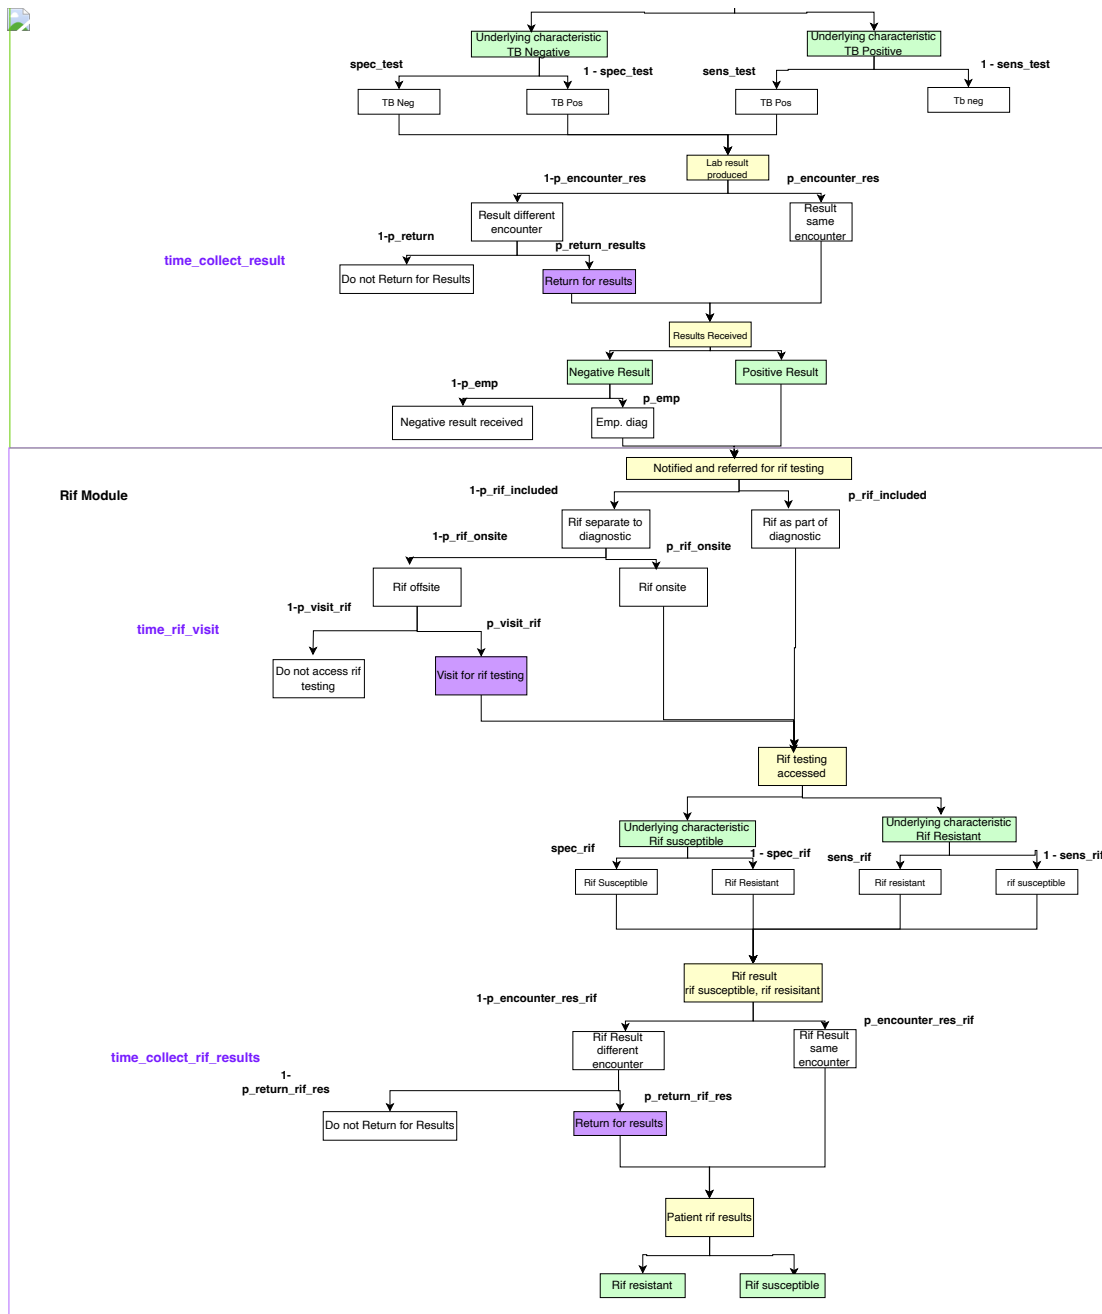 Underlying characteristic
TB Negative
Underlying characteristic
TB Positive
spec_test
1 - spec_test
sens_test
1 - sens_test
TB Neg
TB Pos
TB Pos
Tb neg
Lab result
produced
1-p_encounter_res
p_encounter_res
Result different
encounter
Result
same
encounter
1-p_return
p_return_results
time_collect_result
Do not Return for Results
Return for results
Results Received
Negative Result
Positive Result
1-p_emp
p_emp
Negative result received
Emp. diag
Notified and referred for rif testing
Rif Module
1-p_rif_included
p_rif_included
Rif separate to
diagnostic
Rif as part of
diagnostic
1-p_rif_onsite
p_rif_onsite
Rif offsite
Rif onsite
1-p_visit_rif
p_visit_rif
time_rif_visit
Do not access rif
testing
Visit for rif testing
Rif testing
accessed
Underlying characteristic
Rif susceptible
Underlying characteristic
Rif Resistant
spec_rif
1 - spec_rif
sens_rif
1 - sens_rif
Rif Susceptible
Rif Resistant
Rif resistant
rif susceptible
Rif result
rif susceptible, rif resisitant
1-p_encounter_res_rif
p_encounter_res_rif
Rif Result
different
encounter
Rif Result
same
encounter
time_collect_rif_results
1-
p_return_rif_res
p_return_rif_res
Do not Return for Results
Return for results
Patient rif results
Rif resistant
Rif susceptible